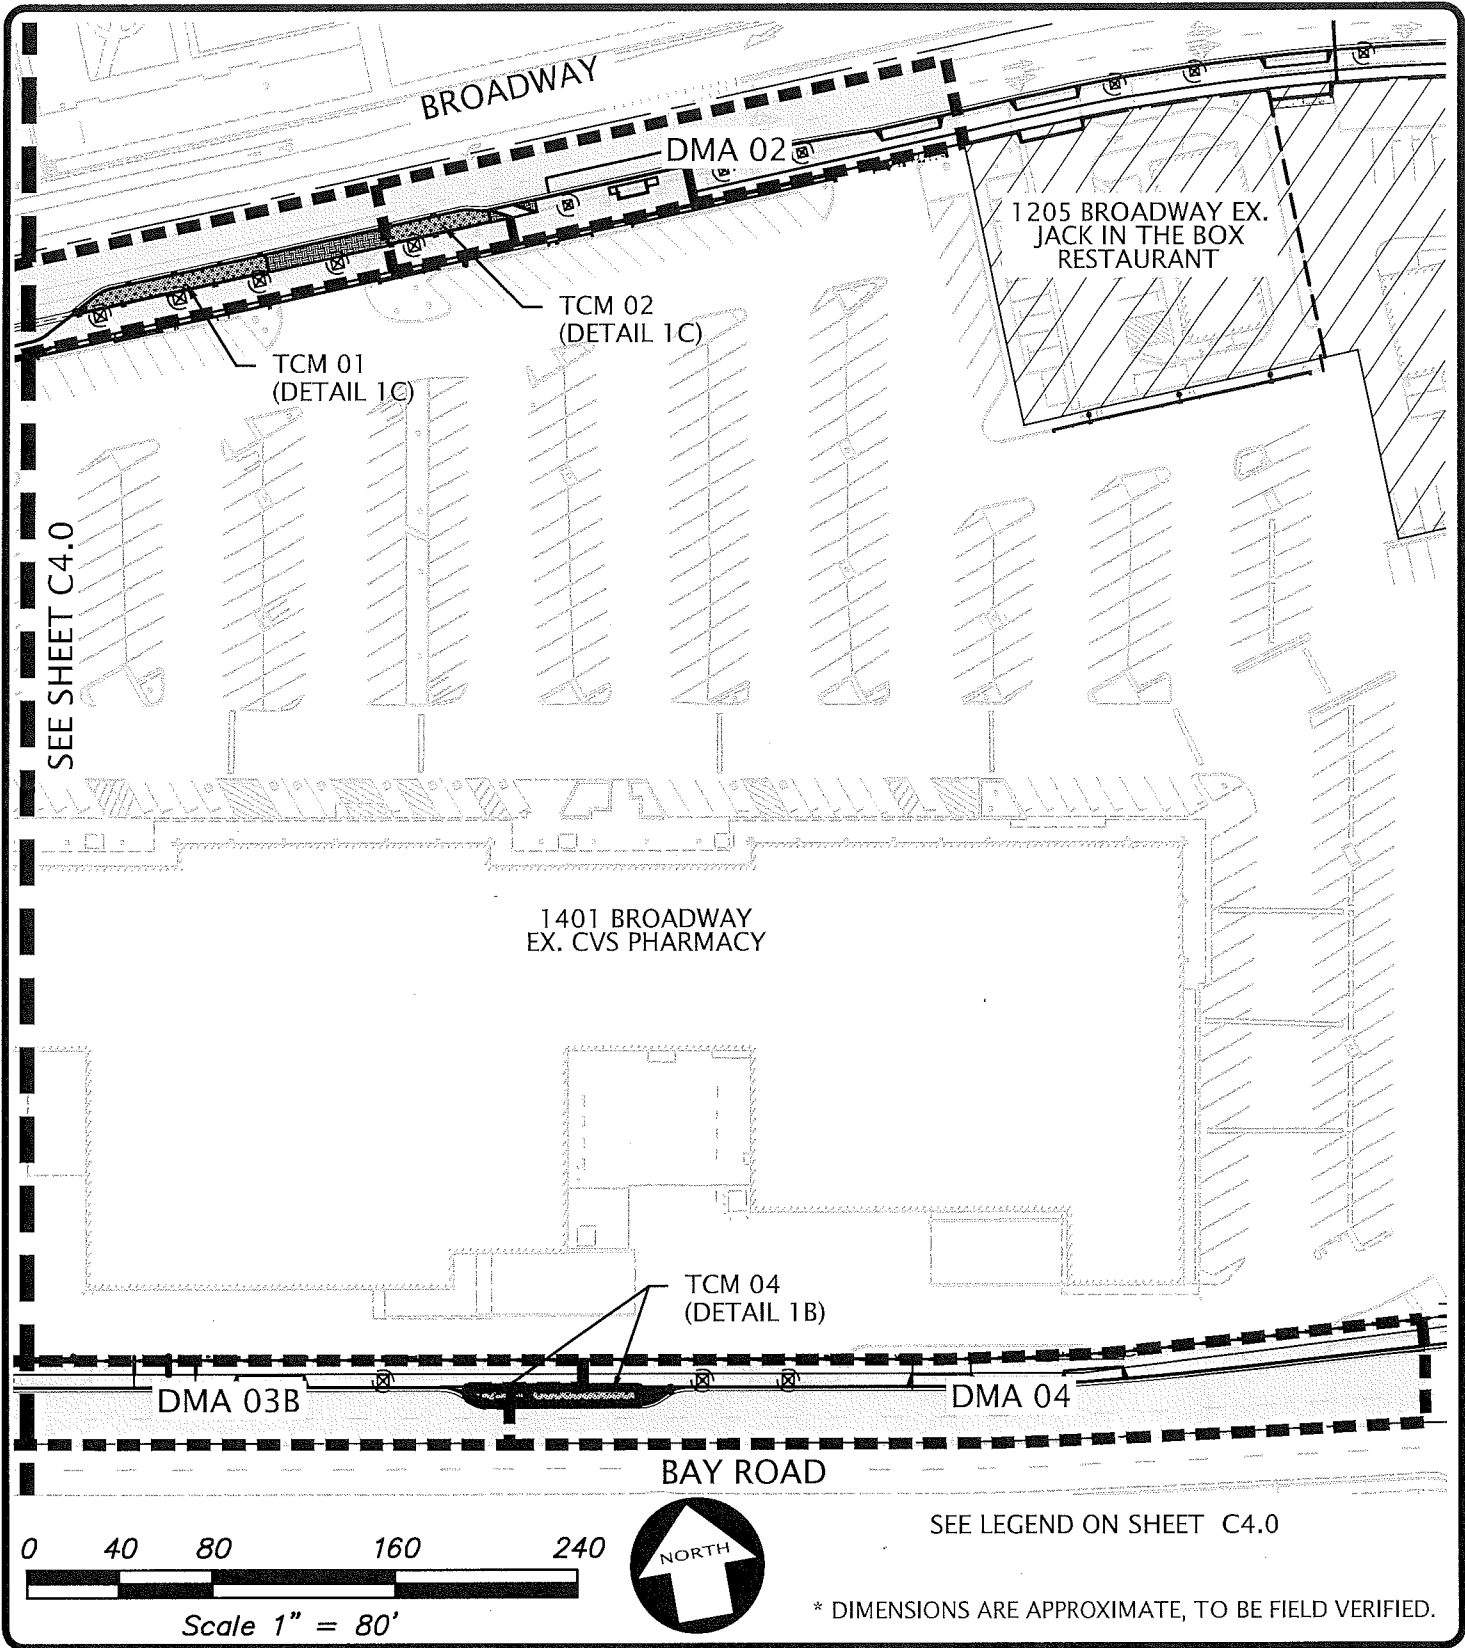 BROADWAY
DMA 02
1205 BROADWAY EX.
JACK IN THE BOX
RESTAURANT
TCM 02
(DETAIL 1C)
TCM 01
(DETAIL 1C)
SEE SHEET C4.0
1401 BROADWAY
EX. CVS PHARMACY
TCM 04
(DETAIL 1B)
DMA 03B
DMA 04
BAY ROAD
SEE LEGEND ON SHEET C4.0
0 40 80 160 240
NORTH
Scale 1" = 80'
* DIMENSIONS ARE APPROXIMATE, TO BE FIELD VERIFIED.